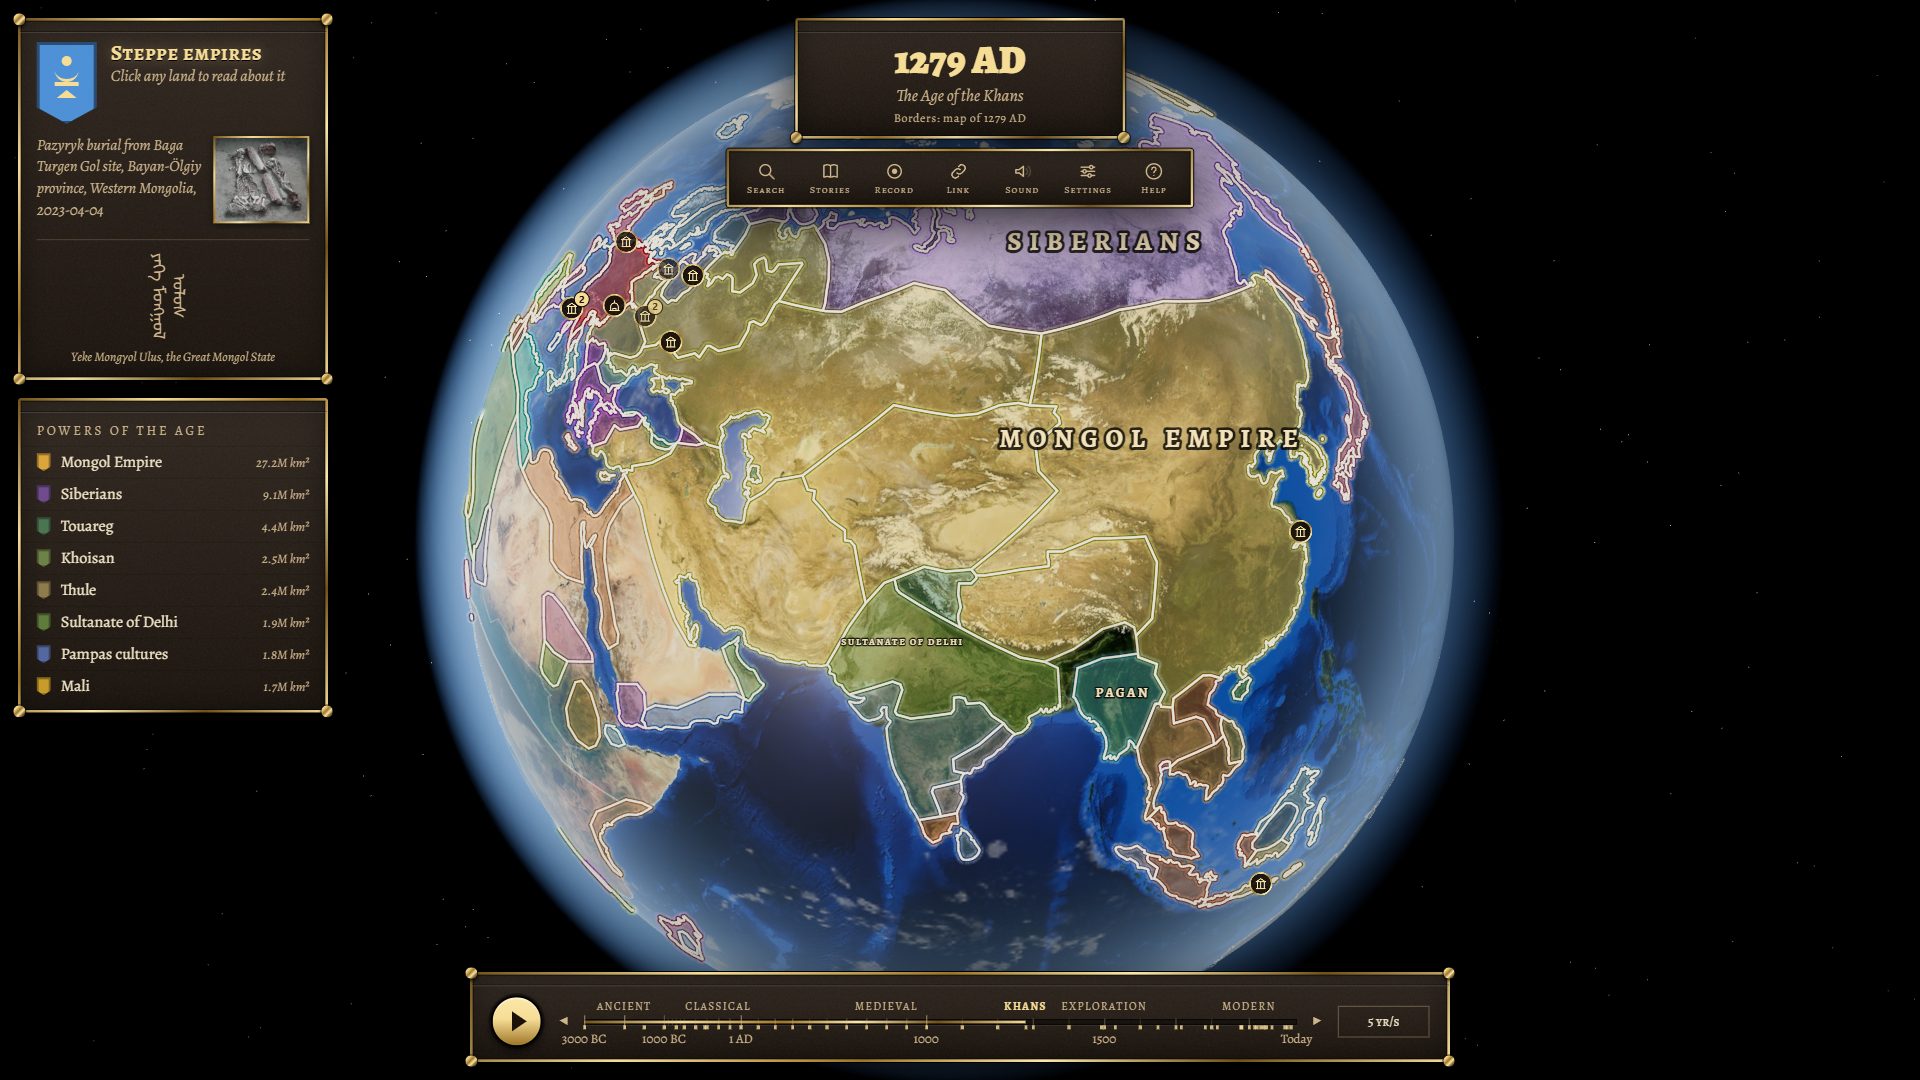 Steppe empires
Click any land to read about it
Pazyryk burial from Baga
Turgen Gol site, Bayan-Ölgiy
province, Western Mongolia,
2023-04-04
Yeke Mongγol Ulus, the Great Mongol State
POWERS OF THE AGE
Mongol Empire 27.2M km²
Siberians 9.1M km²
Touareg 4.4M km²
Khoisan 2.5M km²
Thule 2.4M km²
Sultanate of Delhi 1.9M km²
Pampas cultures 1.8M km²
Mali 1.7M km²
1279 AD
The Age of the Khans
Borders: map of 1279 AD
Search Stories Record Link Sound Settings Help
SIBERIANS
MONGOL EMPIRE
SULTANATE OF DELHI
PAGAN
2
2
ANCIENT CLASSICAL MEDIEVAL KHANS EXPLORATION MODERN
3000 BC 1000 BC 1 AD 1000 1500 Today
5 YR/S